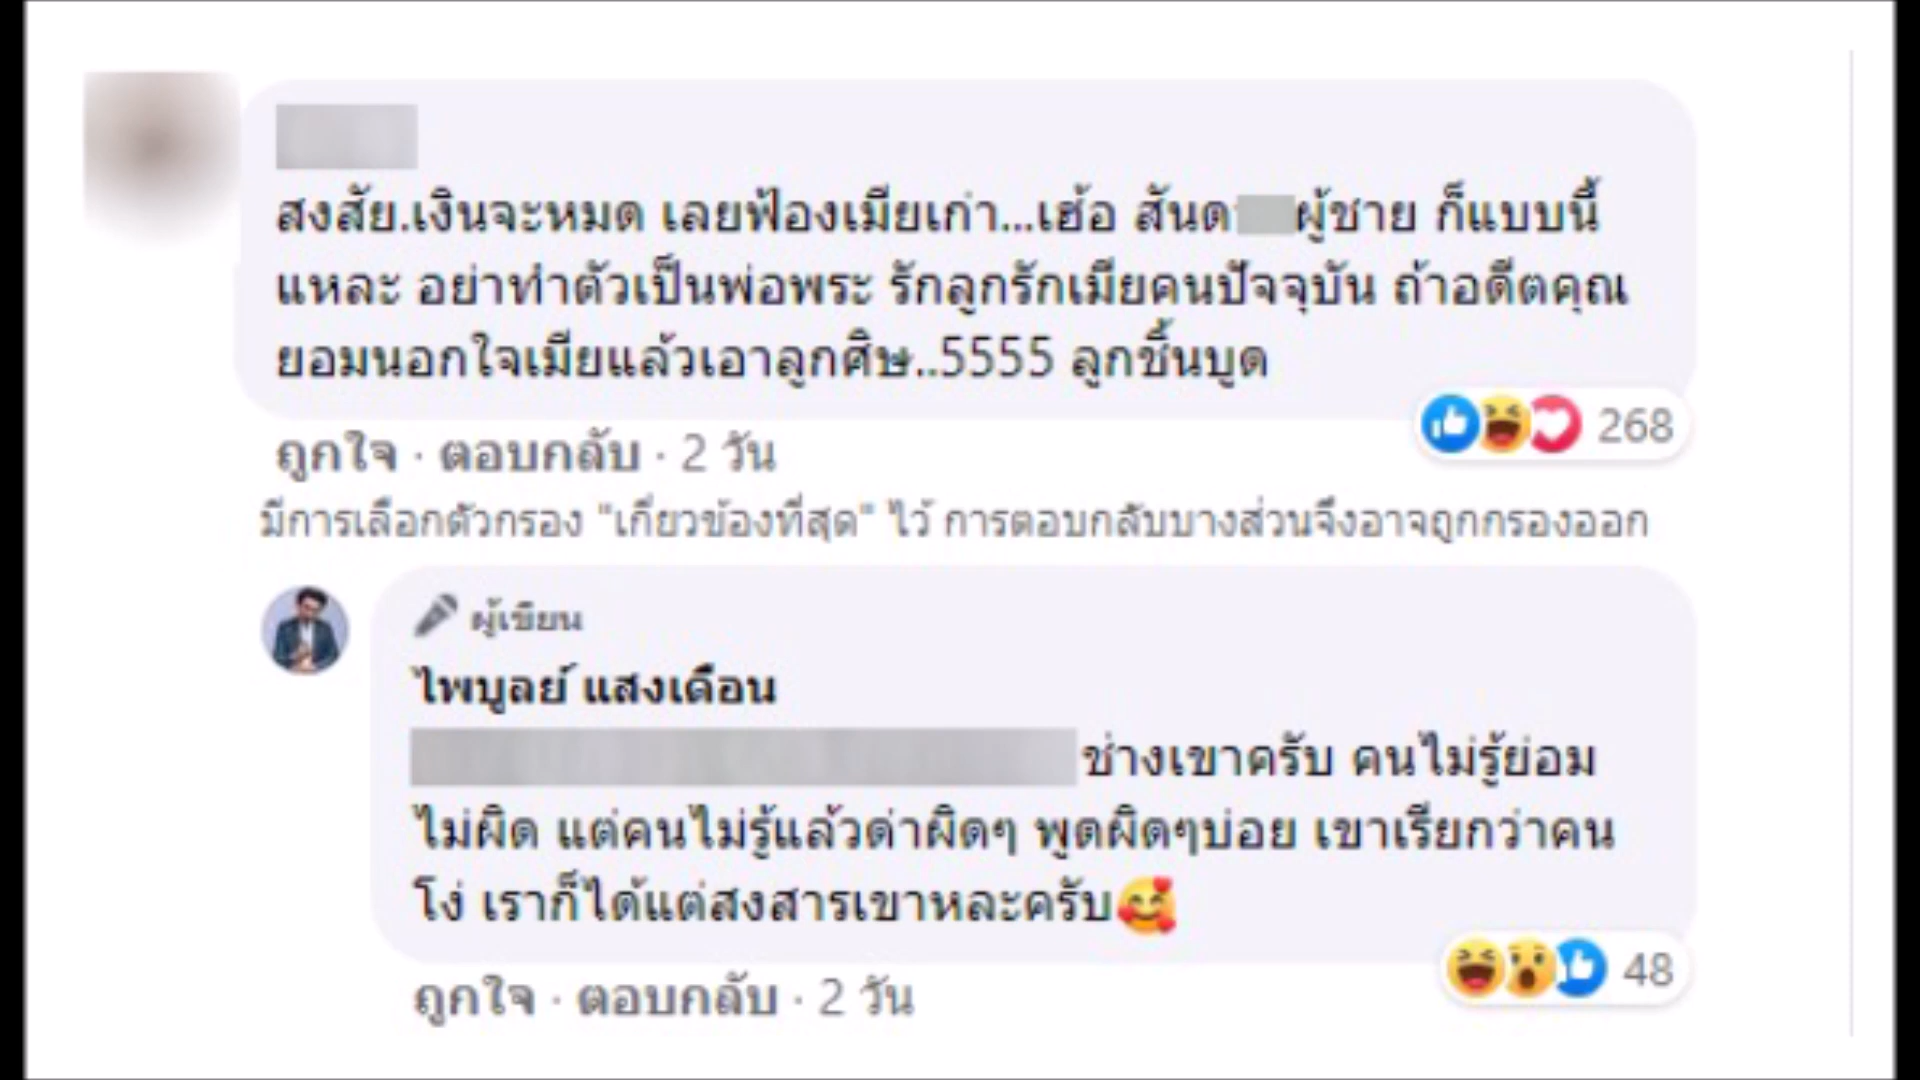 สงสัย.เงินจะหมด เลยฟ้องเมียเก่า...เฮ้อ สันด ผู้ชาย ก็แบบนี้
แหละ อย่าทำตัวเป็นพ่อพระ รักลูกรักเมียคนปัจจุบัน ถ้าอดีตคุณ
ยอมนอกใจเมียแล้วเอาลูกศิษ..5555 ลูกชิ้นบูด
268
ถูกใจ · ตอบกลับ · 2 วัน
มีการเลือกตัวกรอง "เกี่ยวข้องที่สุด" ไว้ การตอบกลับบางส่วนจึงอาจถูกกรองออก
ผู้เขียน
ไพบูลย์ แสงเดือน
ช่างเขาครับ คนไม่รู้ย่อม
ไม่ผิด แต่คนไม่รู้แล้วด่าผิดๆ พูดผิดๆบ่อย เขาเรียกว่าคน
โง่ เราก็ได้แต่สงสารเขาหละครับ🥰
48
ถูกใจ · ตอบกลับ · 2 วัน